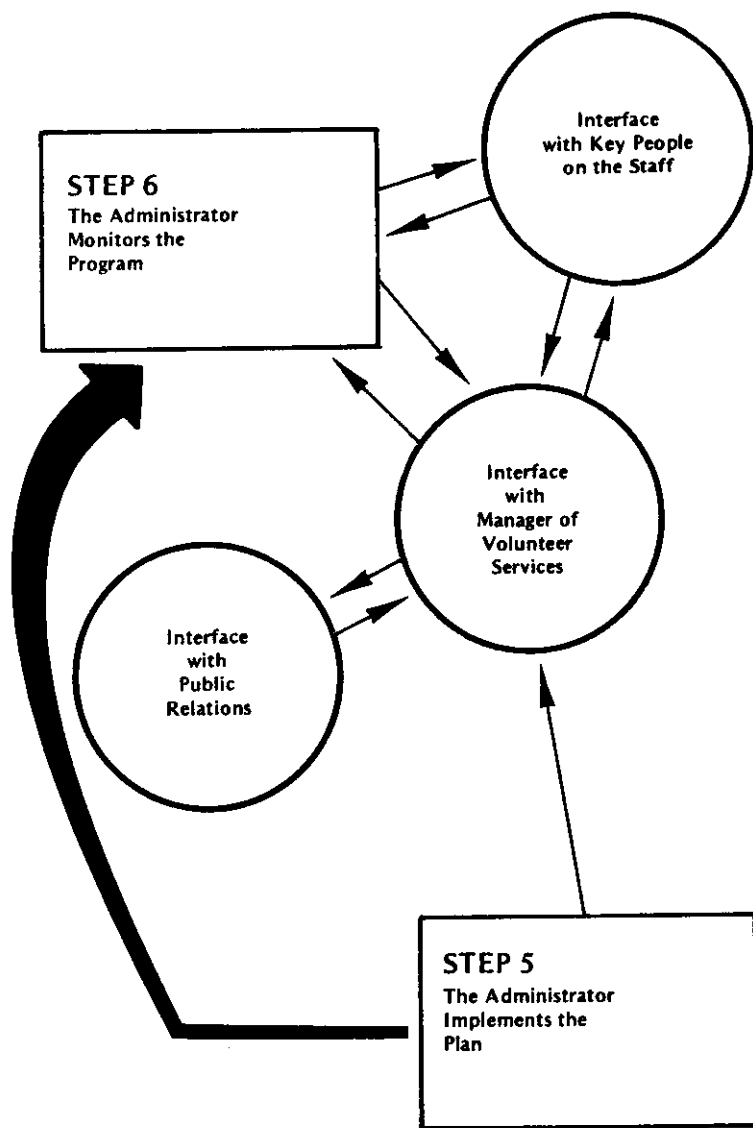 Interface
with Key People
on the Staff
STEP 6
The Administrator
Monitors the
Program
Interface
with
Manager of
Volunteer
Services
Interface
with
Public
Relations
STEP 5
The Administrator
Implements the
Plan